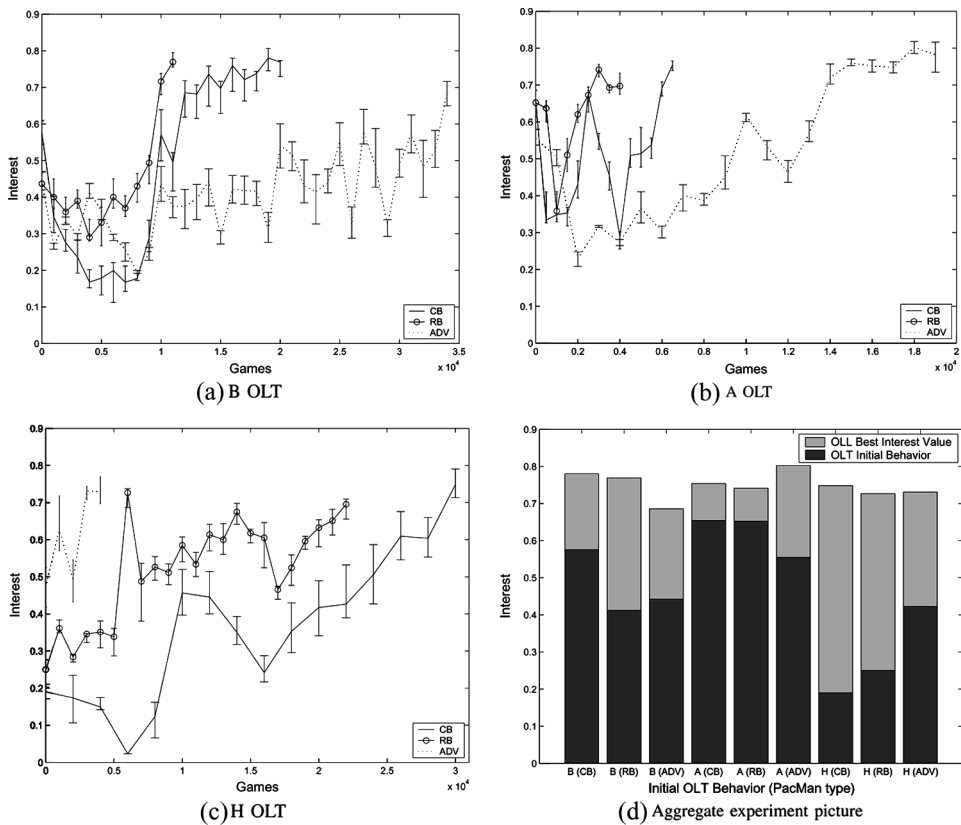 0.9
0.8
0.7
0.6
0.5
0.4
0.3
0.2
0.1
0
Interest
CB
RB
ADV
0 0.5 1 1.5 2 2.5 3 3.5
Games
x 10⁴
(a) B OLT
0.9
0.8
0.7
0.6
0.5
0.4
0.3
0.2
0.1
0
Interest
CB
RB
ADV
0 0.2 0.4 0.6 0.8 1 1.2 1.4 1.6 1.8 2
Games
x 10⁴
(b) A OLT
0.9
0.8
0.7
0.6
0.5
0.4
0.3
0.2
0.1
0
Interest
CB
RB
ADV
0 0.5 1 1.5 2 2.5 3
Games
x 10⁴
(c) H OLT
0.9
0.8
0.7
0.6
0.5
0.4
0.3
0.2
0.1
0
Interest
OLL Best Interest Value
OLT Initial Behavior
B (CB) B (RB) B (ADV) A (CB) A (RB) A (ADV) H (CB) H (RB) H (ADV)
Initial OLT Behavior (PacMan type)
(d) Aggregate experiment picture